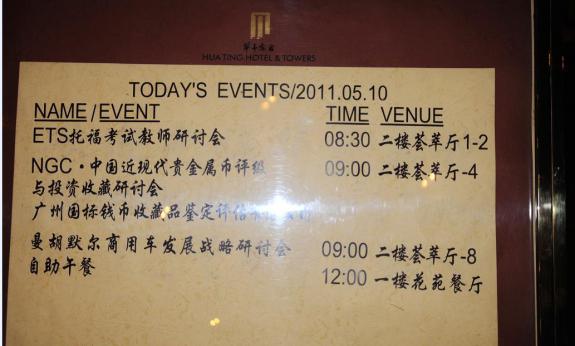 華亭賓館
HUA TING HOTEL & TOWERS
TODAY'S EVENTS/2011.05.10
NAME/EVENT TIME VENUE
ETS托福考试教师研讨会 08:30 二楼荟萃厅1-2
NGC·中国近现代贵金属币评级 09:00 二楼荟萃厅-4
与投资收藏研讨会
广州国标钱币收藏品鉴定评估
曼胡默尔商用车发展战略研讨会 09:00 二楼荟萃厅-8
自助午餐 12:00 一楼花苑餐厅